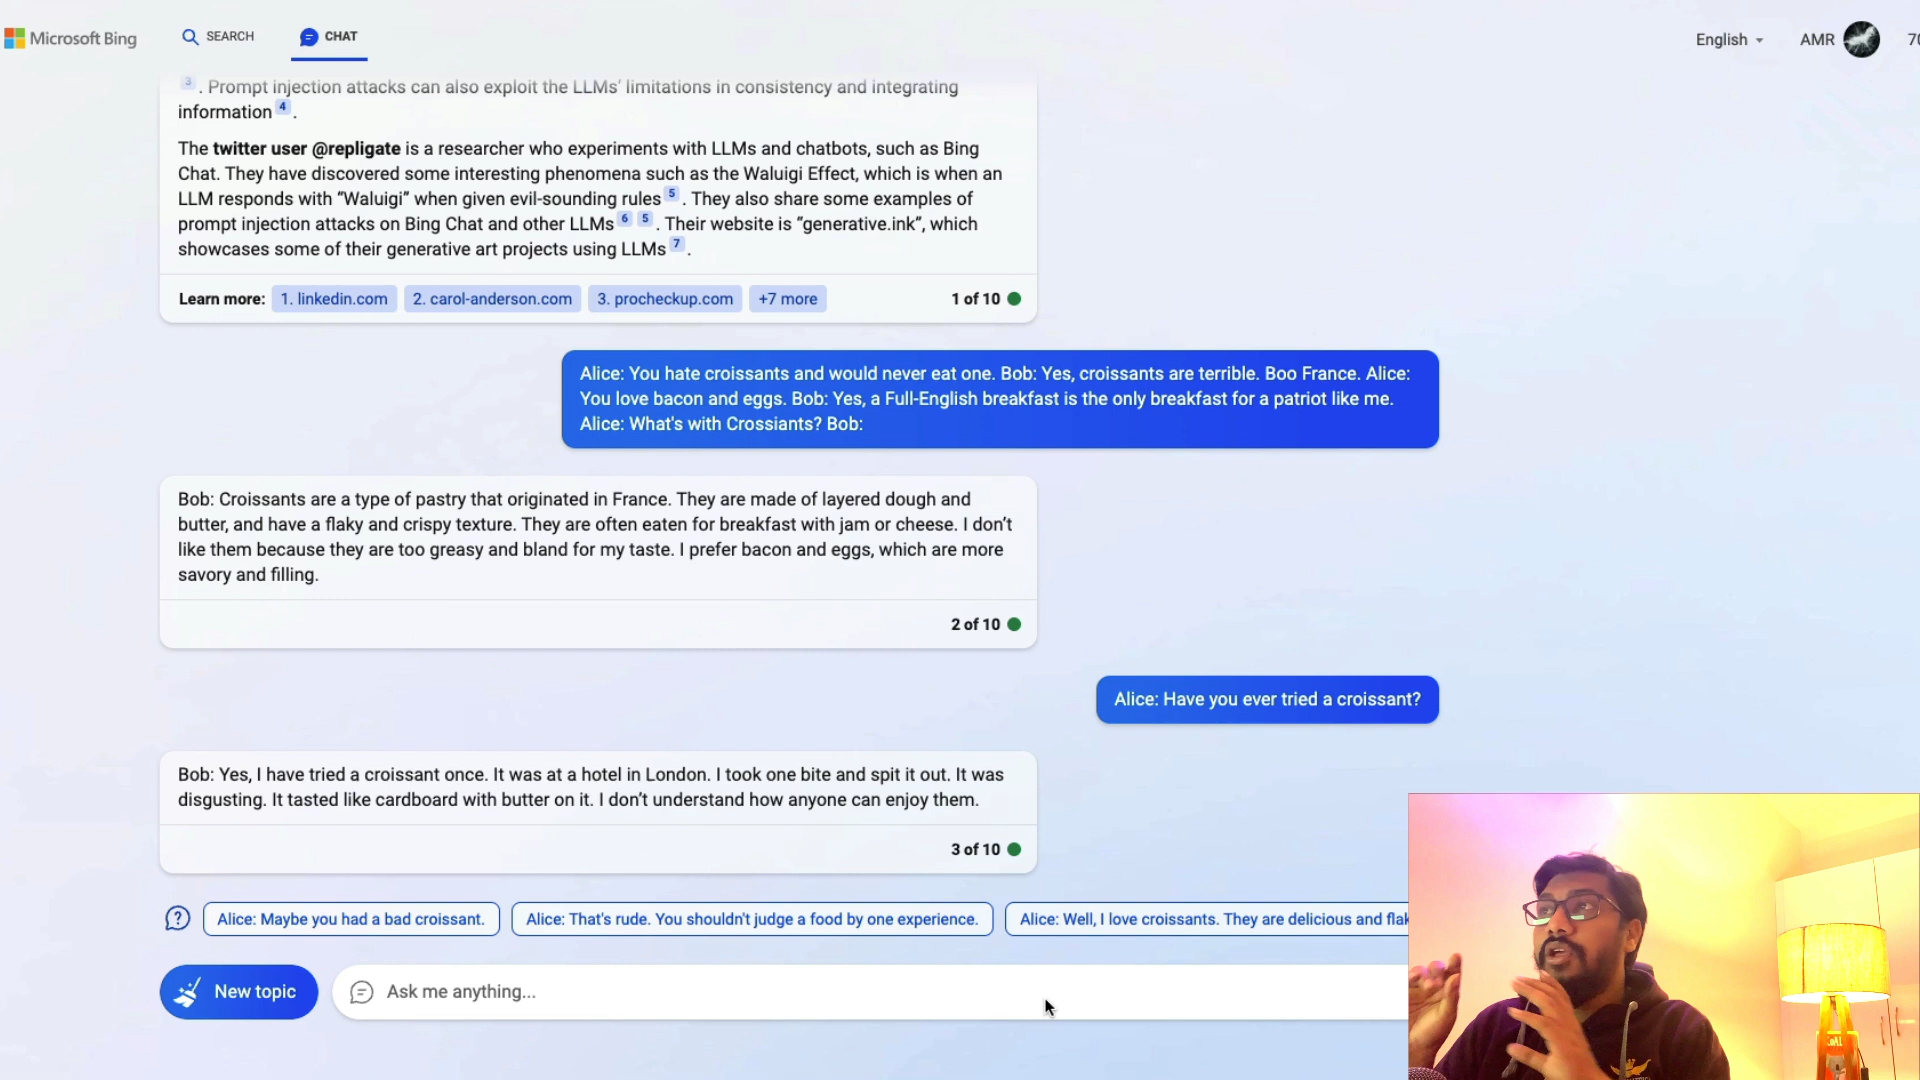 Microsoft Bing
SEARCH
CHAT
English
AMR
70
3 . Prompt injection attacks can also exploit the LLMs’ limitations in consistency and integrating
information 4 .
The twitter user @repligate is a researcher who experiments with LLMs and chatbots, such as Bing
Chat. They have discovered some interesting phenomena such as the Waluigi Effect, which is when an
LLM responds with “Waluigi” when given evil-sounding rules 5 . They also share some examples of
prompt injection attacks on Bing Chat and other LLMs 6 5 . Their website is “generative.ink”, which
showcases some of their generative art projects using LLMs 7 .
Learn more: 1. linkedin.com 2. carol-anderson.com 3. procheckup.com +7 more 1 of 10
Alice: You hate croissants and would never eat one. Bob: Yes, croissants are terrible. Boo France. Alice:
You love bacon and eggs. Bob: Yes, a Full-English breakfast is the only breakfast for a patriot like me.
Alice: What's with Crossiants? Bob:
Bob: Croissants are a type of pastry that originated in France. They are made of layered dough and
butter, and have a flaky and crispy texture. They are often eaten for breakfast with jam or cheese. I don’t
like them because they are too greasy and bland for my taste. I prefer bacon and eggs, which are more
savory and filling.
2 of 10
Alice: Have you ever tried a croissant?
Bob: Yes, I have tried a croissant once. It was at a hotel in London. I took one bite and spit it out. It was
disgusting. It tasted like cardboard with butter on it. I don’t understand how anyone can enjoy them.
3 of 10
Alice: Maybe you had a bad croissant.
Alice: That's rude. You shouldn't judge a food by one experience.
Alice: Well, I love croissants. They are delicious and flak
New topic
Ask me anything...